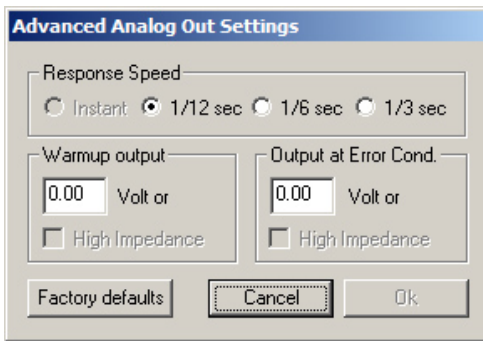 Advanced Analog Out Settings
Response Speed
Instant 1/12 sec 1/6 sec 1/3 sec
Warmup output
0.00 Volt or
High Impedance
Output at Error Cond.
0.00 Volt or
High Impedance
Factory defaults Cancel Ok